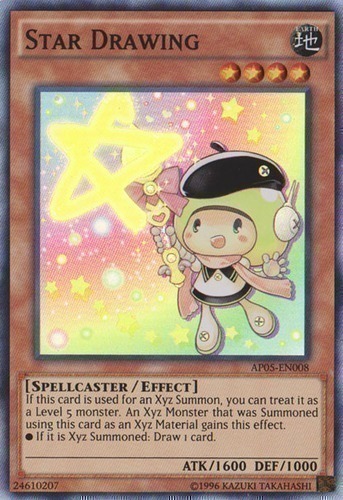 STAR DRAWING
EARTH
地
AP05-EN008
[SPELLCASTER / EFFECT]
If this card is used for an Xyz Summon, you can treat it
as a Level 5 monster. An Xyz Monster that was Summoned
using this card as an Xyz Material gains this effect.
● If it is Xyz Summoned: Draw 1 card.
ATK/1600 DEF/1000
24610207
©1996 KAZUKI TAKAHASHI